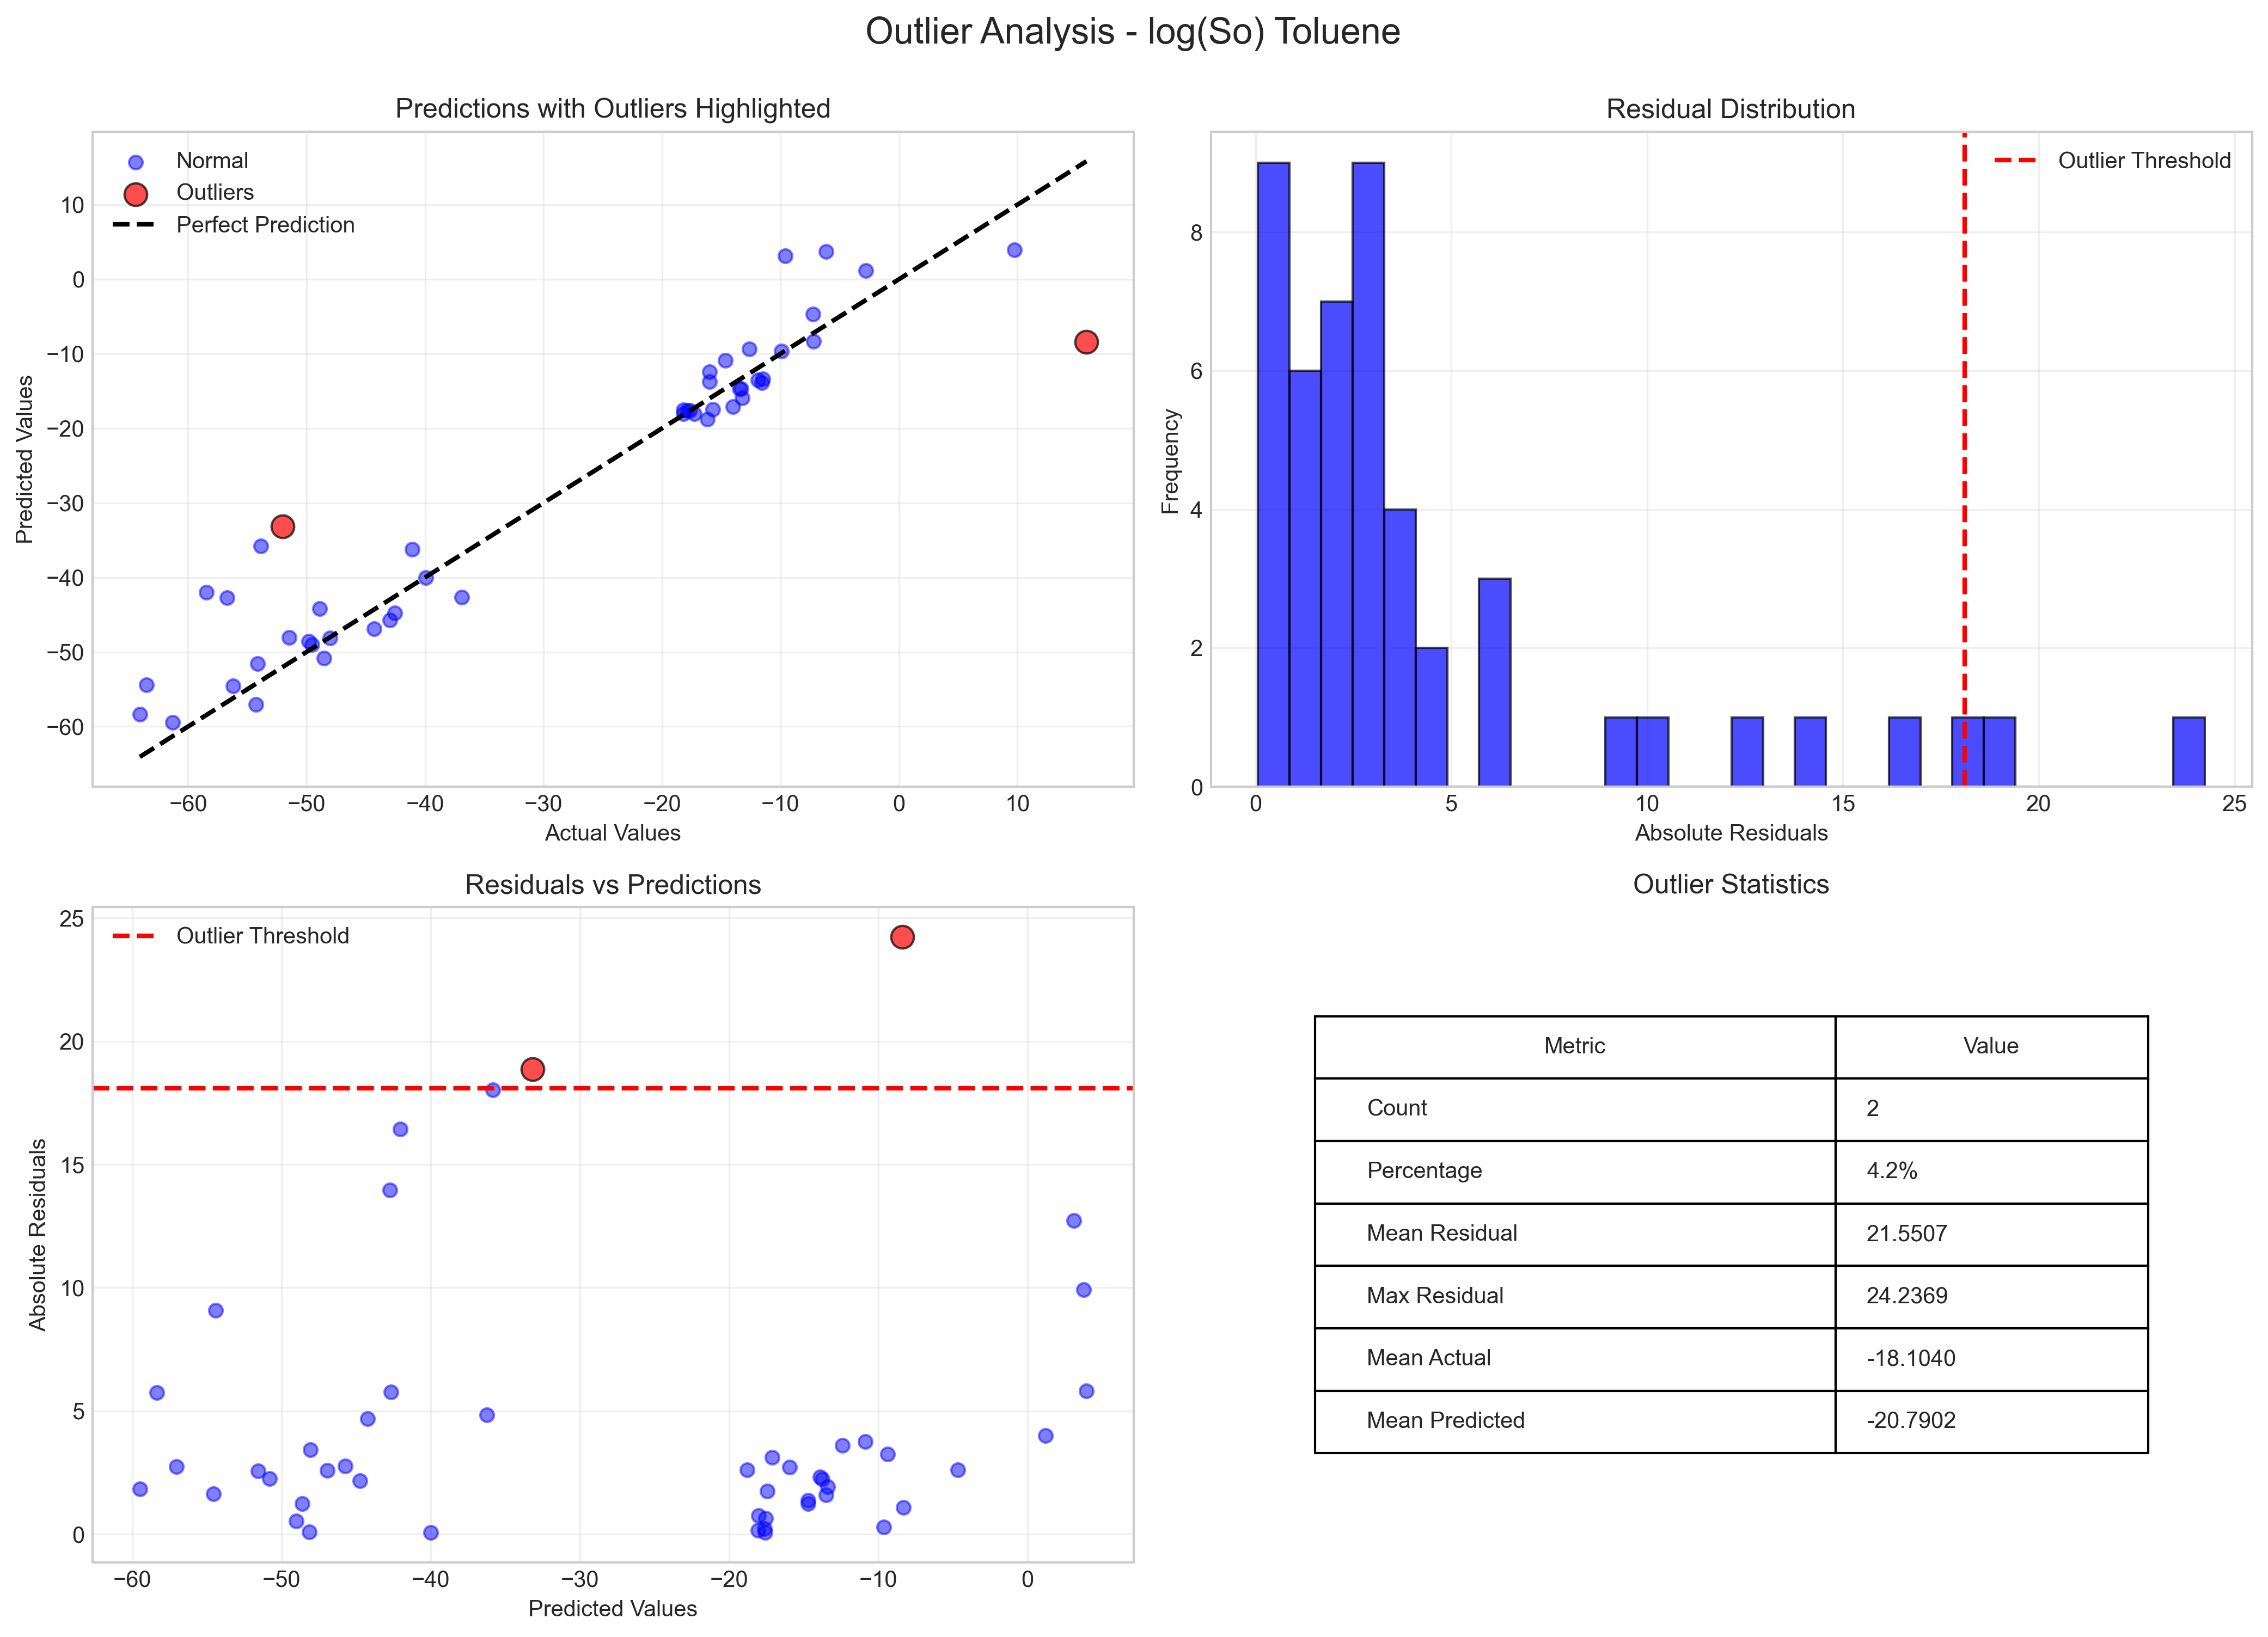 Outlier Analysis - log(So) Toluene
Predictions with Outliers Highlighted
Normal
Outliers
Perfect Prediction
Predicted Values
10
0
−10
−20
−30
−40
−50
−60
−60 −50 −40 −30 −20 −10 0 10
Actual Values
Residual Distribution
Outlier Threshold
Frequency
8
6
4
2
0
0 5 10 15 20 25
Absolute Residuals
Residuals vs Predictions
Outlier Threshold
Absolute Residuals
25
20
15
10
5
0
−60 −50 −40 −30 −20 −10 0
Predicted Values
Outlier Statistics
Metric Value
Count 2
Percentage 4.2%
Mean Residual 21.5507
Max Residual 24.2369
Mean Actual -18.1040
Mean Predicted -20.7902